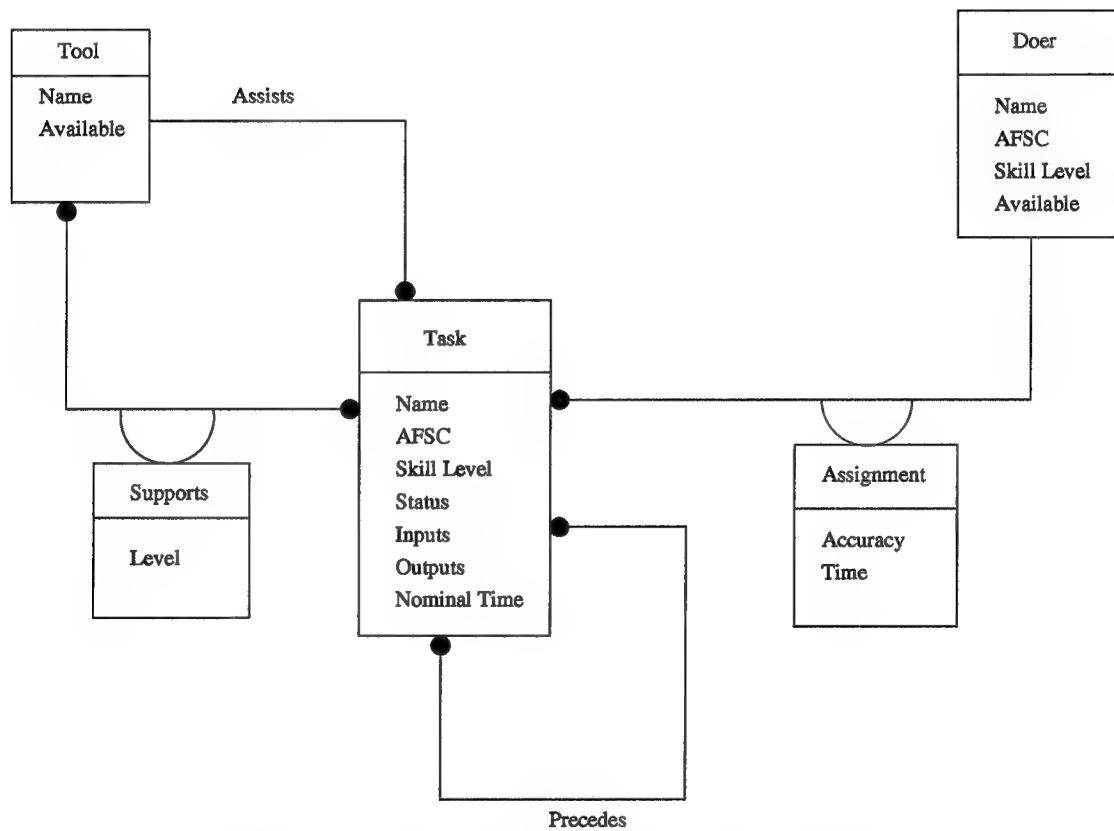 Tool
Name
Available
Assists
Doer
Name
AFSC
Skill Level
Available
Task
Name
AFSC
Skill Level
Status
Inputs
Outputs
Nominal Time
Supports
Level
Assignment
Accuracy
Time
Precedes